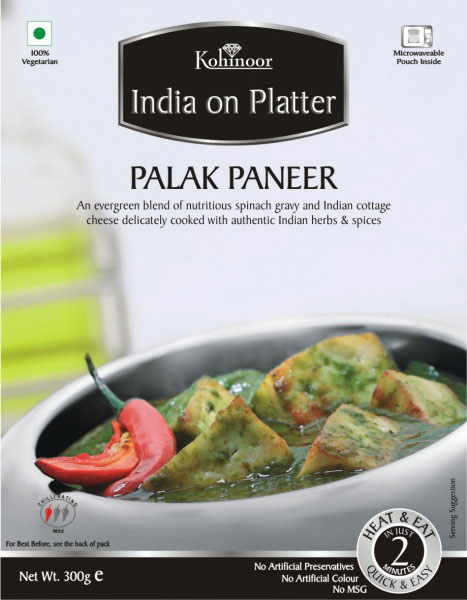 100%
Vegetarian
Kohinoor
India on Platter
Microwaveable
Pouch Inside
PALAK PANEER
An evergreen blend of nutritious spinach gravy and Indian cottage
cheese delicately cooked with authentic Indian herbs & spices
CHILLI RATING
Mild
For Best Before, see the back of pack
Net Wt. 300g e
No Artificial Preservatives
No Artificial Colour
No MSG
HEAT & EAT
IN JUST
2
MINUTES
QUICK & EASY
Serving Suggestion